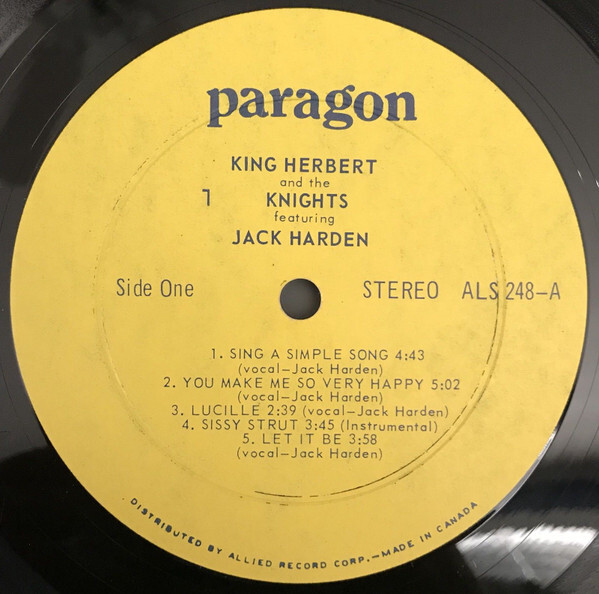 paragon
KING HERBERT
and the
1 KNIGHTS
featuring
JACK HARDEN
Side One STEREO ALS 248-A
1. SING A SIMPLE SONG 4:43
(vocal-Jack Harden)
2. YOU MAKE ME SO VERY HAPPY 5:02
(vocal-Jack Harden)
3. LUCILLE 2:39 (vocal-Jack Harden)
4. SISSY STRUT 3:45 (Instrumental)
5. LET IT BE 3:58
(vocal-Jack Harden)
DISTRIBUTED BY ALLIED RECORD CORP.-MADE IN CANADA